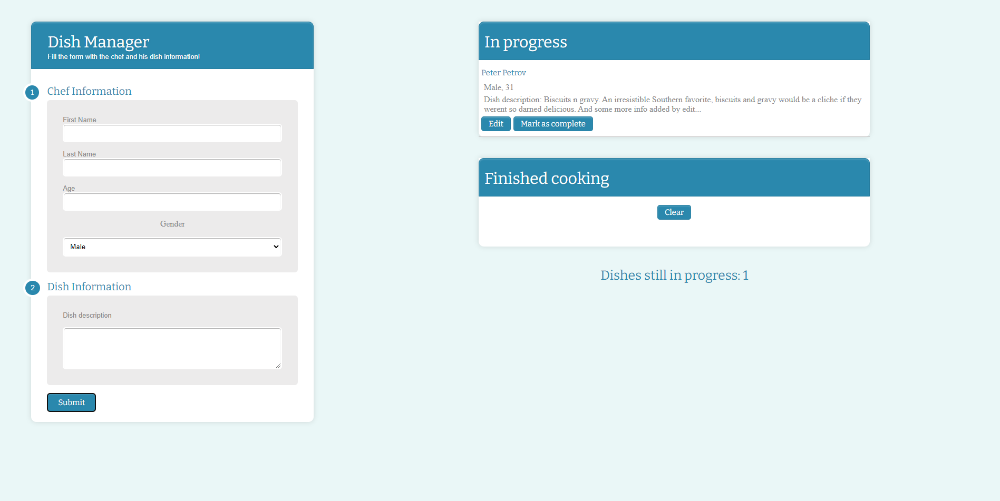 Dish Manager
Fill the form with the chef and his dish information!
1
Chef Information
First Name
Last Name
Age
Gender
Male
2
Dish Information
Dish description
Submit
In progress
Peter Petrov
Male, 31
Dish description: Biscuits n gravy. An irresistible Southern favorite, biscuits and gravy would be a cliche if they
werent so darned delicious. And some more info added by edit...
Edit
Mark as complete
Finished cooking
Clear
Dishes still in progress: 1